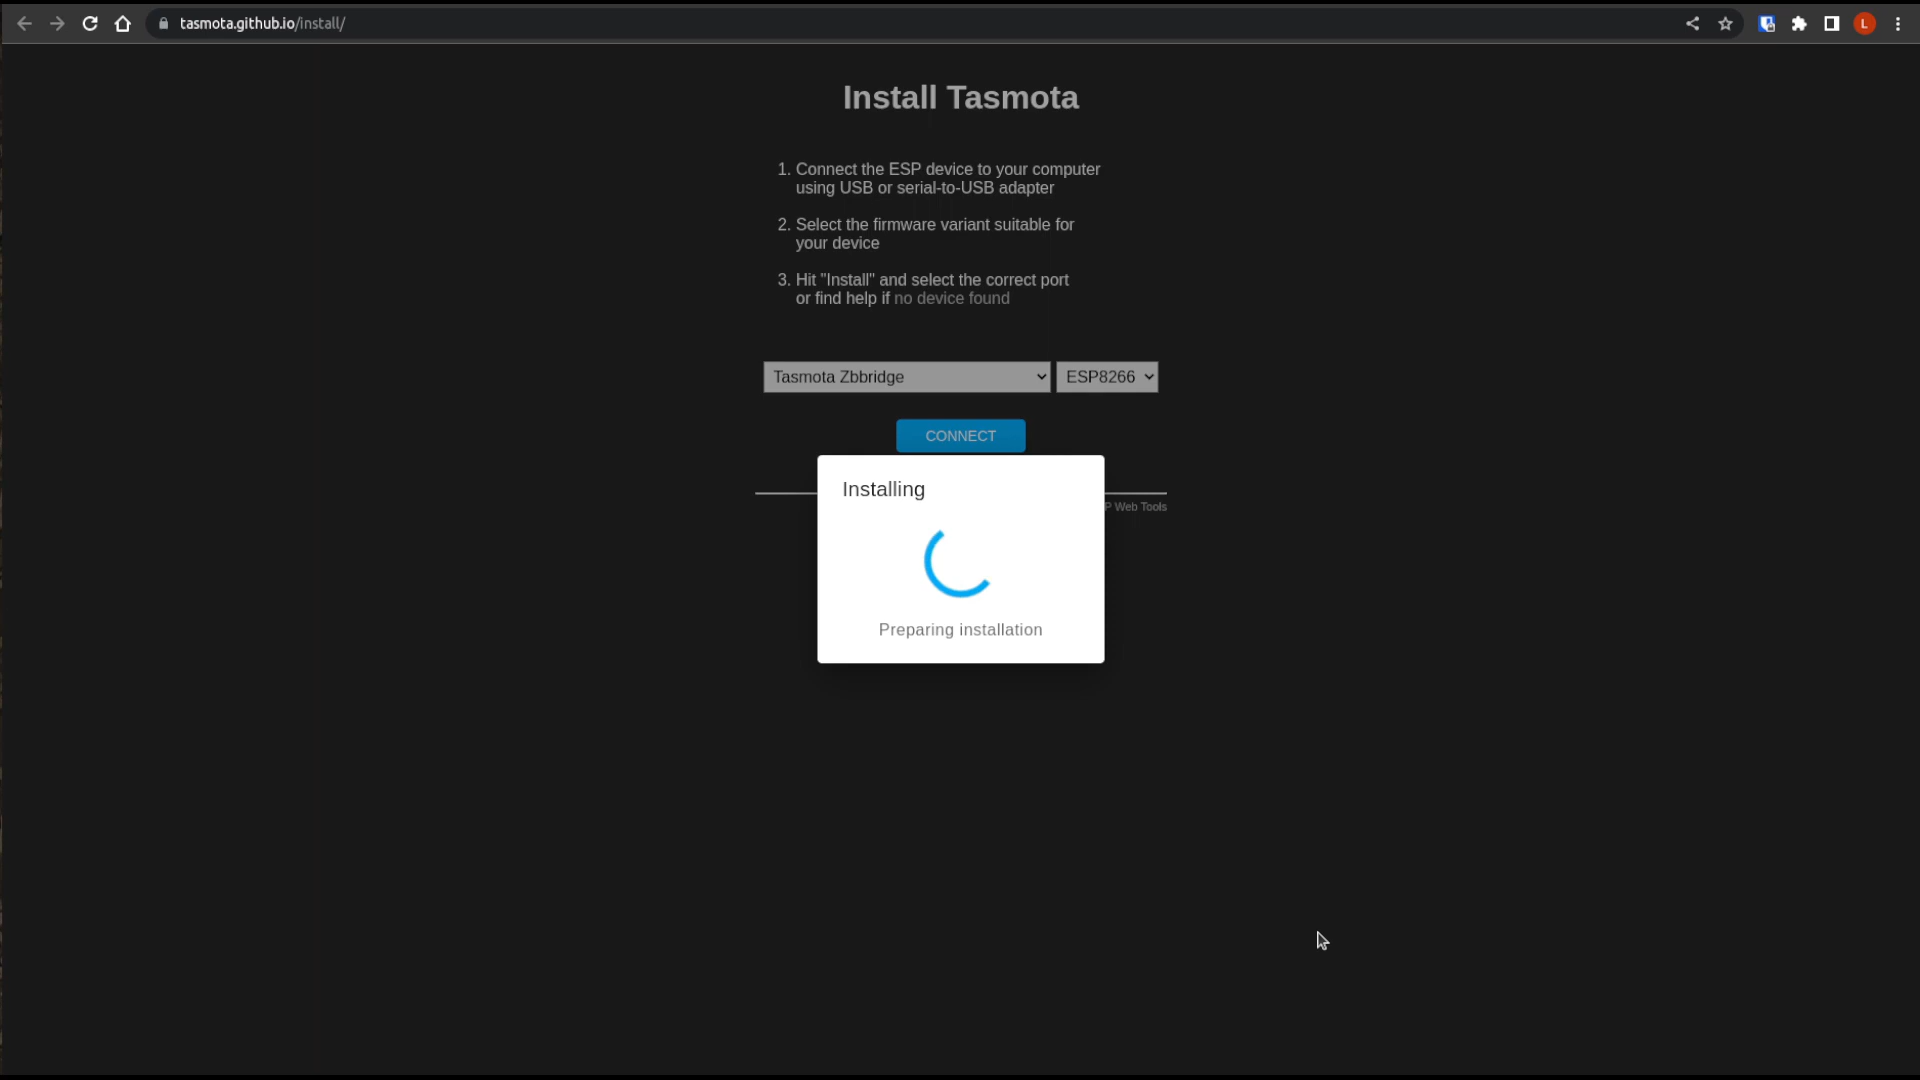 tasmota.github.io/install/
L
Install Tasmota
1. Connect the ESP device to your computer
using USB or serial-to-USB adapter
2. Select the firmware variant suitable for
your device
3. Hit "Install" and select the correct port
or find help if no device found
Tasmota Zbbridge
ESP8266
CONNECT
P Web Tools
Installing
Preparing installation